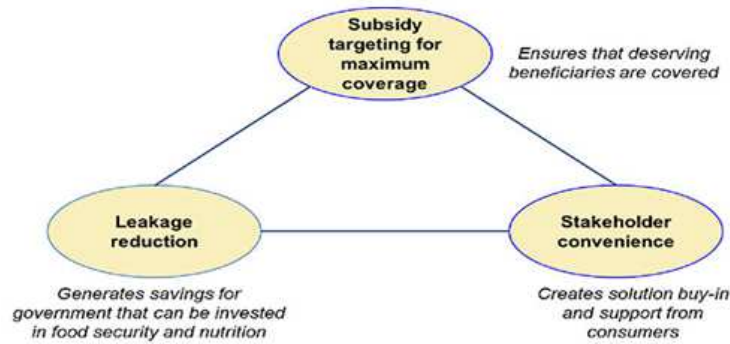 Subsidy
targeting for
maximum
coverage
Ensures that deserving
beneficiaries are covered
Leakage
reduction
Stakeholder
convenience
Generates savings for
government that can be invested
in food security and nutrition
Creates solution buy-in
and support from
consumers